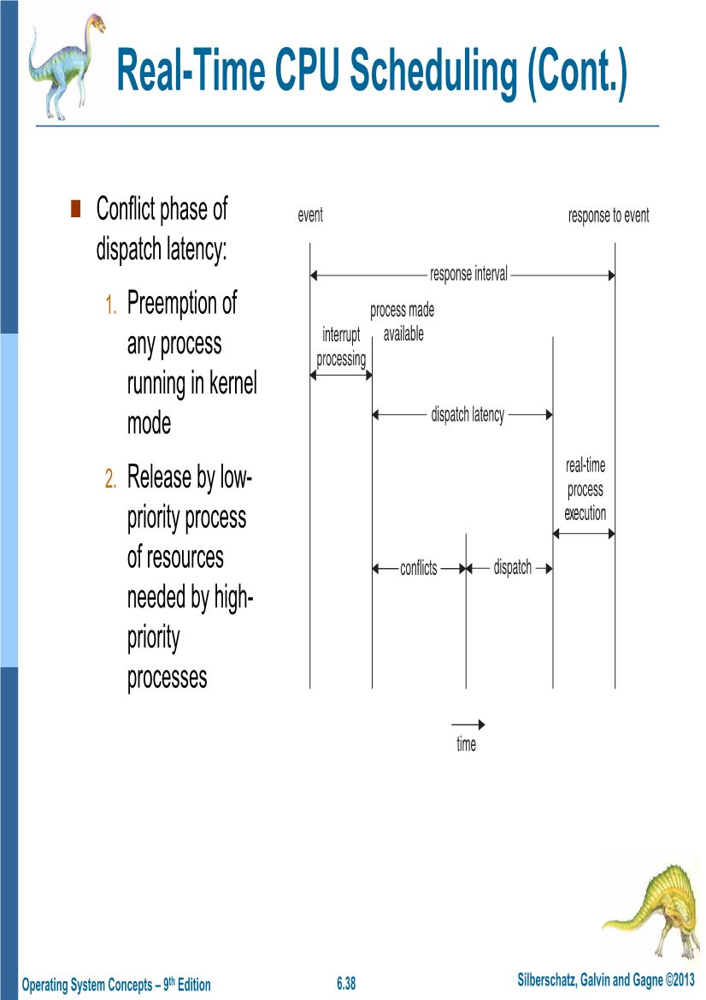 Real-Time CPU Scheduling (Cont.)
Conflict phase of
dispatch latency:
1. Preemption of
any process
running in kernel
mode
2. Release by low-
priority process
of resources
needed by high-
priority
processes
event
response to event
response interval
process made
available
interrupt
processing
dispatch latency
real-time
process
execution
conflicts
dispatch
time
Operating System Concepts – 9th Edition
6.38
Silberschatz, Galvin and Gagne ©2013